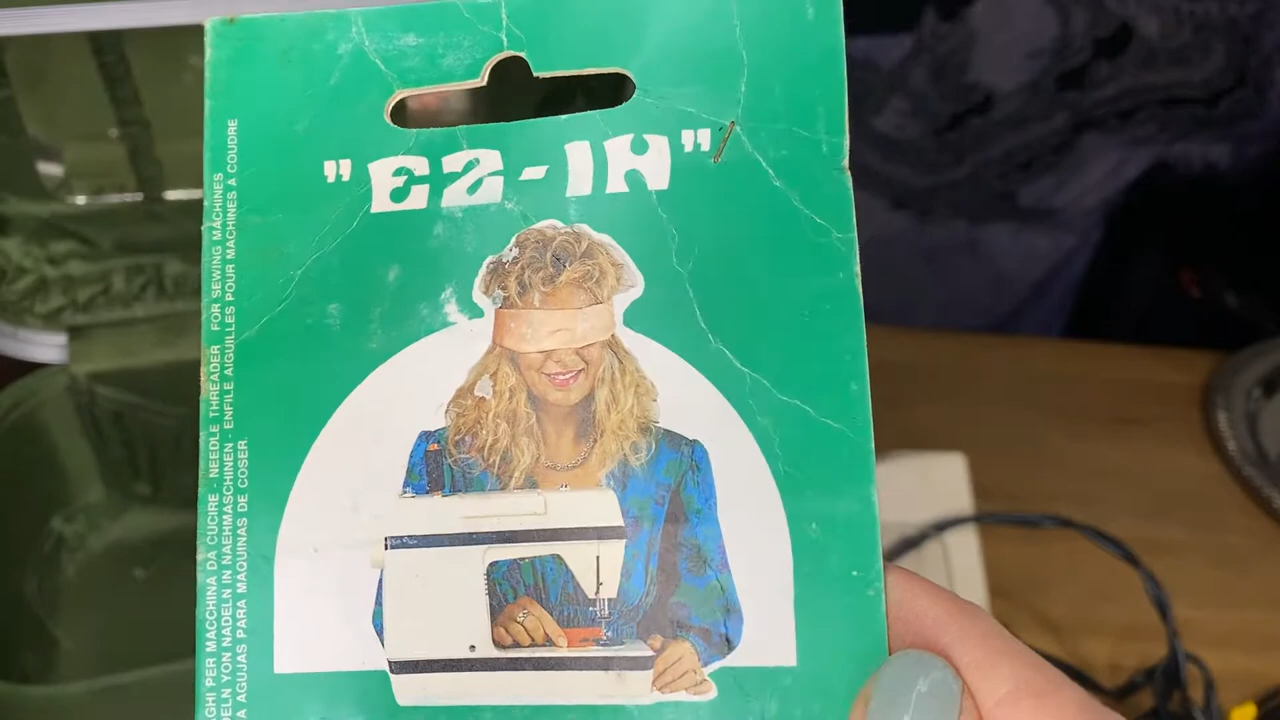 "EZ-IN"
GHI PER MACCHINA DA CUCIRE - NEEDLE THREADER FOR SEWING MACHINES
DELN YON NADELN IN NAEHMASCHINEN - ENFILE AIGUILLES POUR MACHINES À COUDRE
A AGUJAS PARA MAQUINAS DE COSER.